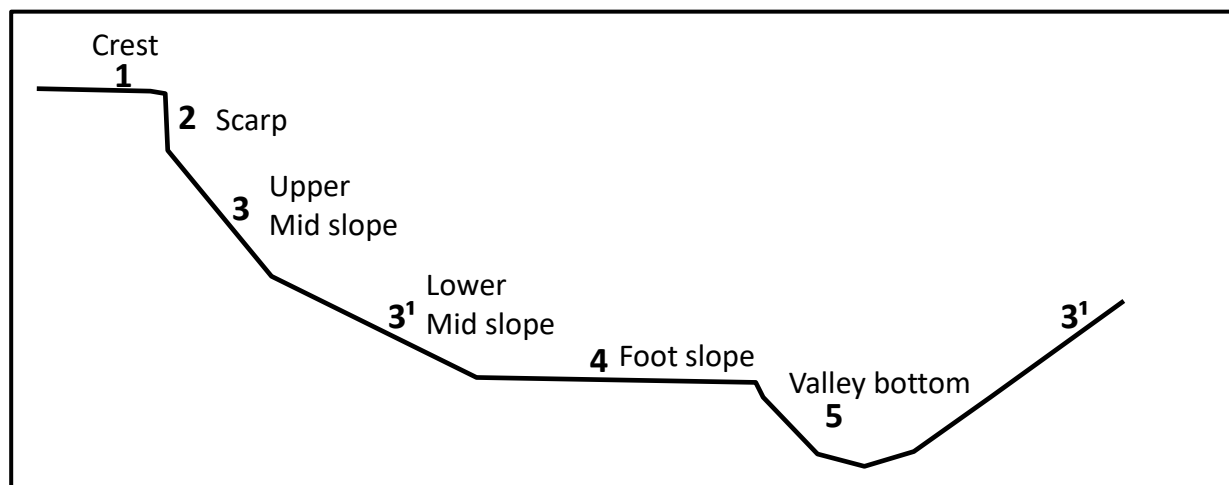 Crest
1
2 Scarp
Upper
3
Mid slope
Lower
3¹
Mid slope
3¹
4 Foot slope
Valley bottom
5